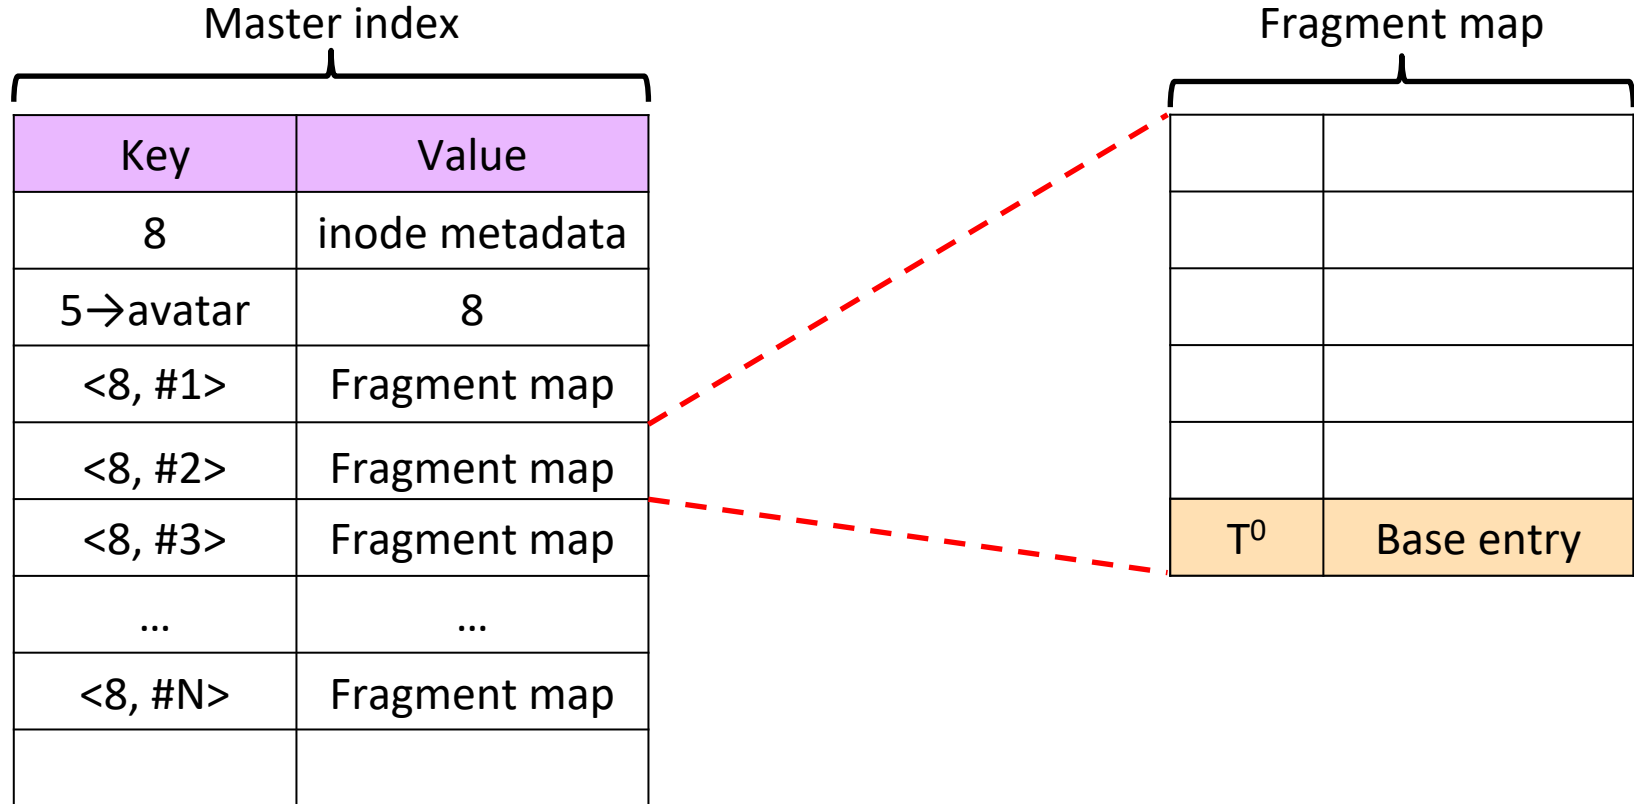 Master index
Fragment map
Key Value
8 inode metadata
5→avatar 8
<8, #1> Fragment map
<8, #2> Fragment map
<8, #3> Fragment map
... ...
<8, #N> Fragment map
T⁰ Base entry